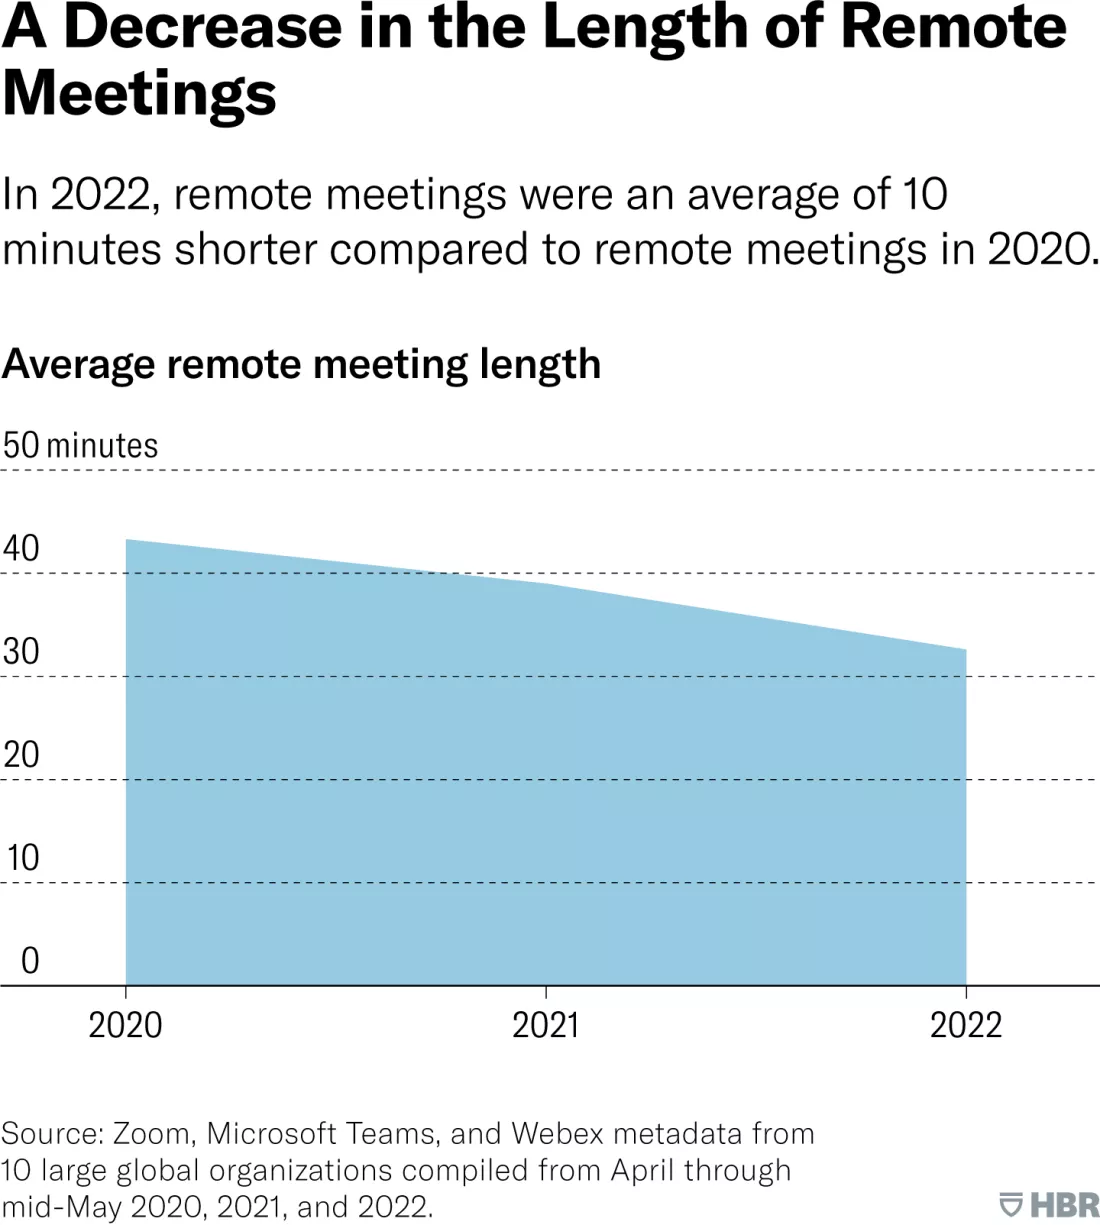 A Decrease in the Length of Remote
Meetings
In 2022, remote meetings were an average of 10
minutes shorter compared to remote meetings in 2020.
Average remote meeting length
50 minutes
40
30
20
10
0
2020
2021
2022
Source: Zoom, Microsoft Teams, and Webex metadata from
10 large global organizations compiled from April through
mid-May 2020, 2021, and 2022.
HBR